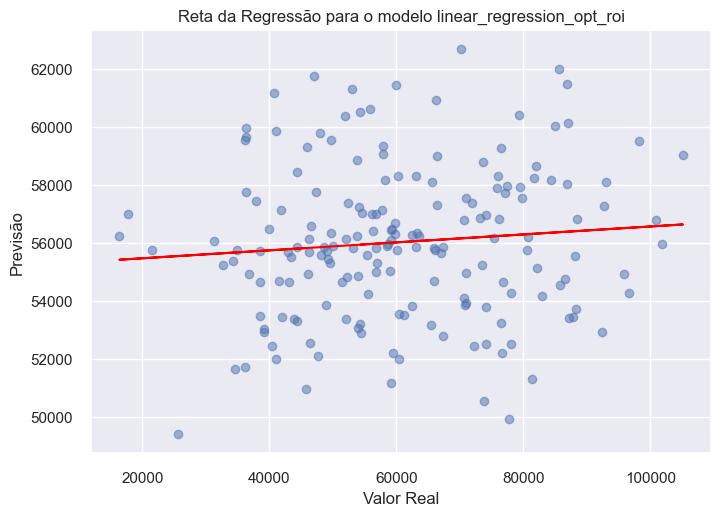 Reta da Regressão para o modelo linear_regression_opt_roi
62000
60000
58000
56000
54000
52000
50000
Previsão
20000 40000 60000 80000 100000
Valor Real